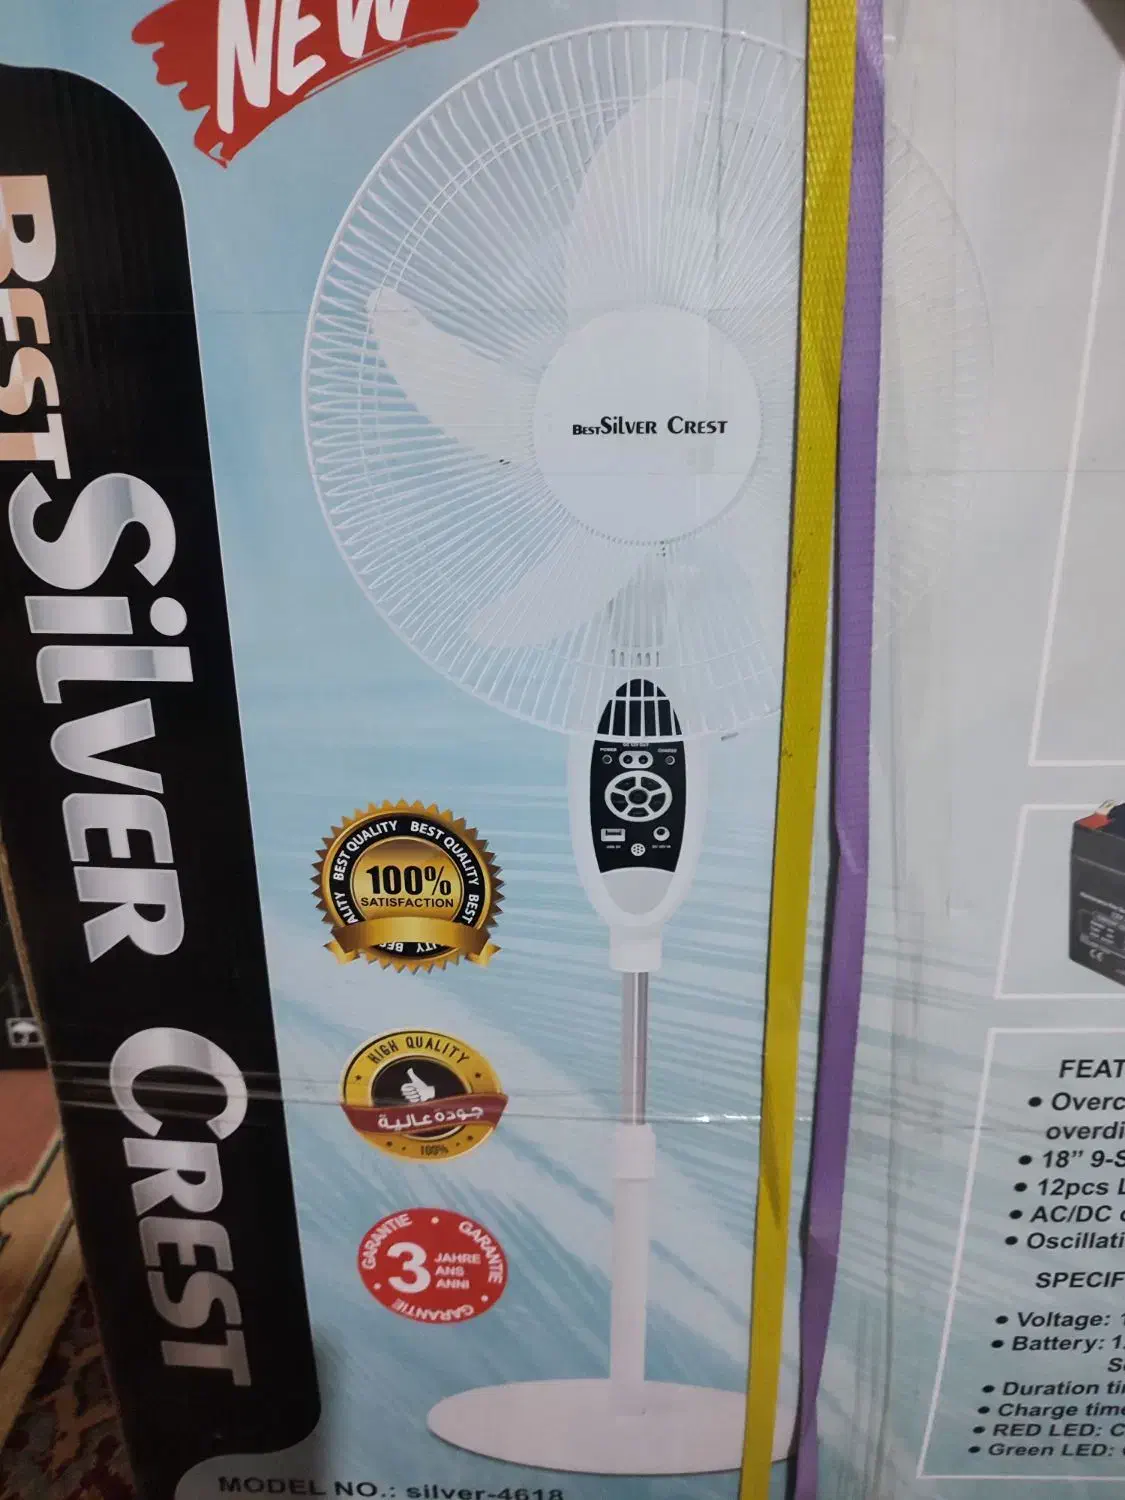 NEW
BEST SilVER CREST
BEST SilVER CREST
POWER
CHARGE
BEST QUALITY BEST QUALITY BEST
100%
SATISFACTION
HIGH QUALITY
جودة عالية
100%
GARANTIE • GARANTIE • GARANTIE
3 JAHRE
ANS
ANNI
MODEL NO.: silver-4618
CE
FEAT
• Overc
overdi
• 18" 9-S
• 12pcs L
• AC/DC
• Oscillati
SPECIF
• Voltage:
• Battery:
• Duration ti
• Charge time
• RED LED: C
• Green LED: